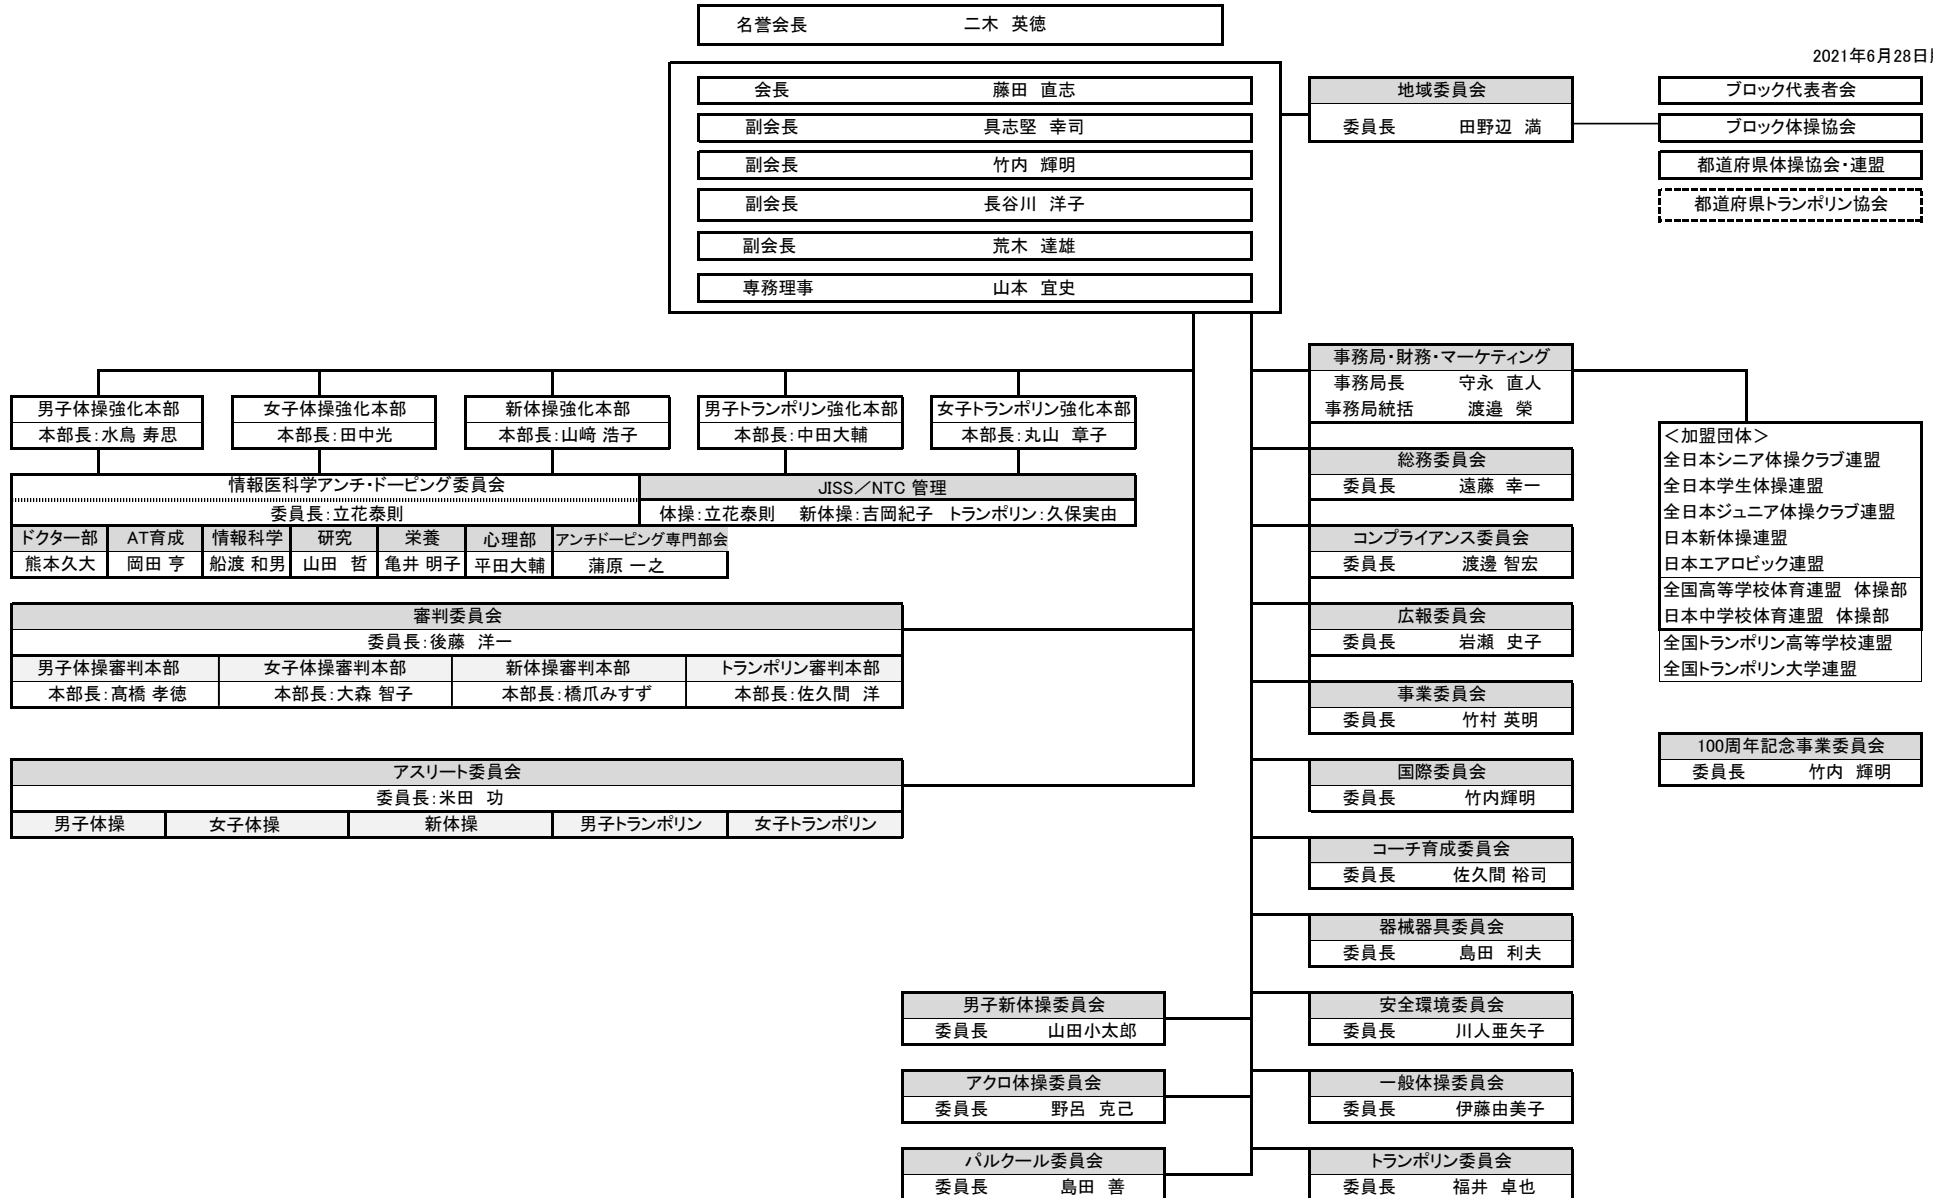 名誉会長 二木 英徳
2021年6月28日
会長 藤田 直志
副会長 具志堅 幸司
副会長 竹内 輝明
副会長 長谷川 洋子
副会長 荒木 達雄
専務理事 山本 宜史
地域委員会
委員長 田野辺 満
ブロック代表者会
ブロック体操協会
都道府県体操協会・連盟
都道府県トランポリン協会
事務局・財務・マーケティング
事務局長 守永 直人
事務局統括 渡邉 榮
男子体操強化本部
本部長:水鳥 寿思
女子体操強化本部
本部長:田中光
新体操強化本部
本部長:山﨑 浩子
男子トランポリン強化本部
本部長:中田大輔
女子トランポリン強化本部
本部長:丸山 章子
情報医科学アンチ・ドーピング委員会
委員長:立花泰則
JISS/NTC 管理
体操:立花泰則 新体操:吉岡紀子 トランポリン:久保実由
ドクター部 AT育成 情報科学 研究 栄養 心理部 アンチドーピング専門部会
熊本久大 岡田 亨 船渡 和男 山田 哲 亀井 明子 平田大輔 蒲原 一之
審判委員会
委員長:後藤 洋一
男子体操審判本部 女子体操審判本部 新体操審判本部 トランポリン審判本部
本部長:髙橋 孝徳 本部長:大森 智子 本部長:橋爪みすず 本部長:佐久間 洋
アスリート委員会
委員長:米田 功
男子体操 女子体操 新体操 男子トランポリン 女子トランポリン
総務委員会
委員長 遠藤 幸一
コンプライアンス委員会
委員長 渡邊 智宏
広報委員会
委員長 岩瀬 史子
事業委員会
委員長 竹村 英明
国際委員会
委員長 竹内輝明
コーチ育成委員会
委員長 佐久間 裕司
器械器具委員会
委員長 島田 利夫
安全環境委員会
委員長 川人亜矢子
一般体操委員会
委員長 伊藤由美子
トランポリン委員会
委員長 福井 卓也
男子新体操委員会
委員長 山田小太郎
アクロ体操委員会
委員長 野呂 克己
パルクール委員会
委員長 島田 善
<加盟団体>
全日本シニア体操クラブ連盟
全日本学生体操連盟
全日本ジュニア体操クラブ連盟
日本新体操連盟
日本エアロビック連盟
全国高等学校体育連盟 体操部
日本中学校体育連盟 体操部
全国トランポリン高等学校連盟
全国トランポリン大学連盟
100周年記念事業委員会
委員長 竹内 輝明